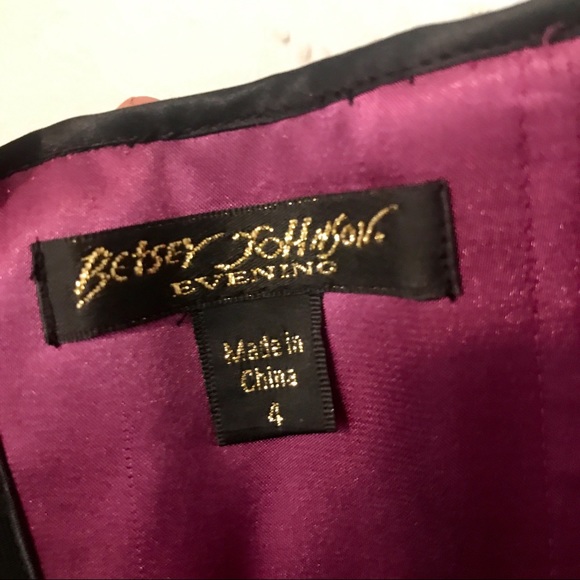 BETSEY JOHNSON.
EVENING
Made in
China
4